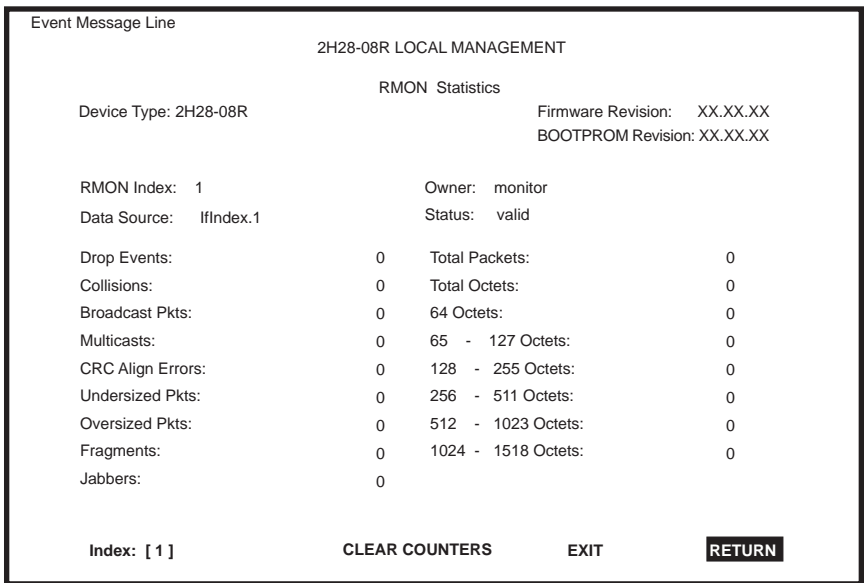 Event Message Line
2H28-08R LOCAL MANAGEMENT
RMON Statistics
Device Type: 2H28-08R Firmware Revision: XX.XX.XX
BOOTPROM Revision: XX.XX.XX
RMON Index: 1 Owner: monitor
Data Source: IfIndex.1 Status: valid
Drop Events: 0 Total Packets: 0
Collisions: 0 Total Octets: 0
Broadcast Pkts: 0 64 Octets: 0
Multicasts: 0 65 - 127 Octets: 0
CRC Align Errors: 0 128 - 255 Octets: 0
Undersized Pkts: 0 256 - 511 Octets: 0
Oversized Pkts: 0 512 - 1023 Octets: 0
Fragments: 0 1024 - 1518 Octets: 0
Jabbers: 0
Index: [ 1 ] CLEAR COUNTERS EXIT RETURN